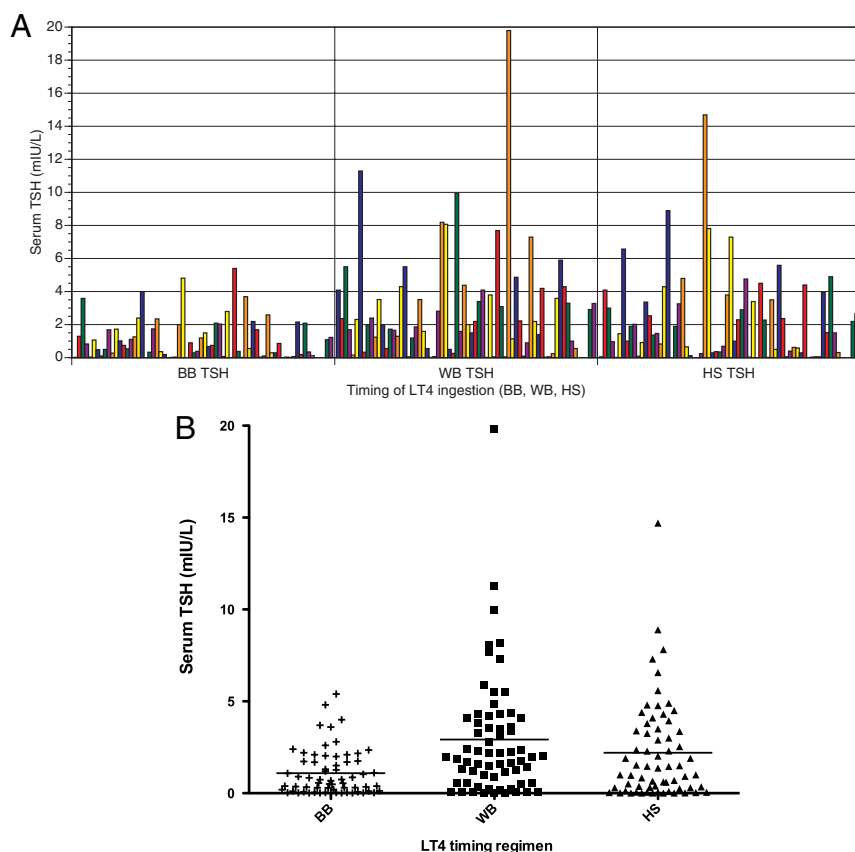 A
20
18
16
14
12
10
8
6
4
2
0
Serum TSH (mIU/L)
BB TSH WB TSH HS TSH
Timing of LT4 ingestion (BB, WB, HS)
B
20
15
10
5
0
Serum TSH (mIU/L)
BB WB HS
LT4 timing regimen